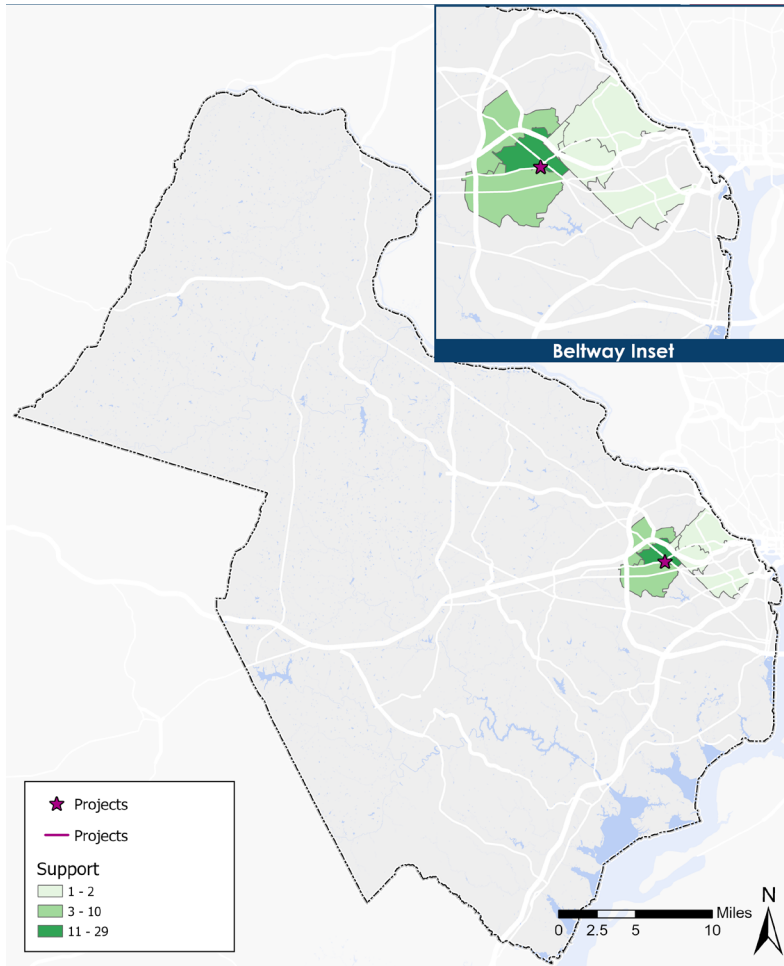 Beltway Inset
Projects
Projects
Support
1 - 2
3 - 10
11 - 29
N
Miles
0 2.5 5 10